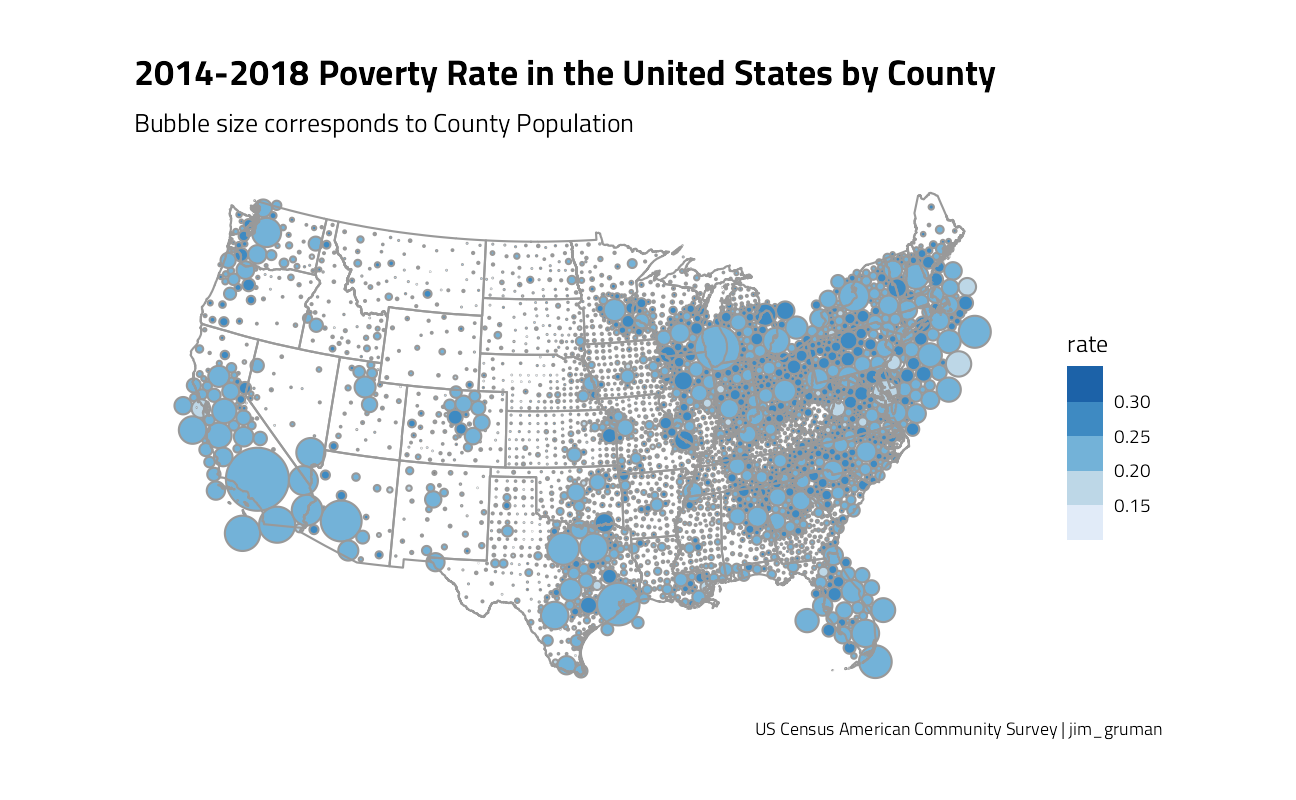 2014-2018 Poverty Rate in the United States by County
Bubble size corresponds to County Population
rate
0.30
0.25
0.20
0.15
US Census American Community Survey | jim_gruman